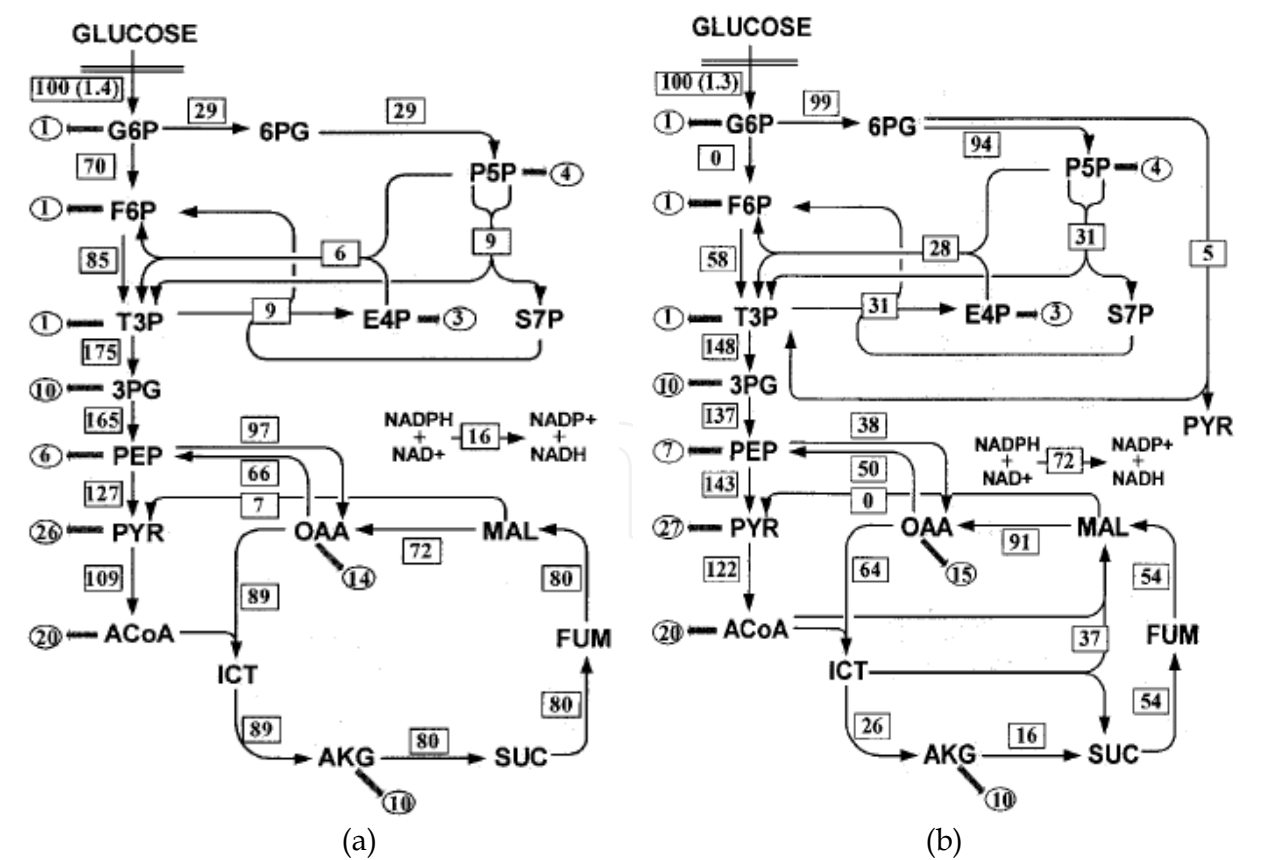 GLUCOSE
100 (1.4)
29
29
1
G6P
6PG
70
P5P
4
1
F6P
6
9
85
9
1
T3P
E4P
3
S7P
175
10
3PG
165
97
NADPH
+
NAD+
16
NADP+
+
NADH
6
PEP
66
127
7
26
PYR
OAA
72
MAL
14
109
89
80
20
ACoA
FUM
ICT
89
80
80
AKG
SUC
10
(a)
GLUCOSE
100 (1.3)
99
1
G6P
6PG
94
0
P5P
4
1
F6P
28
31
5
58
31
1
T3P
E4P
3
S7P
148
10
3PG
137
38
PYR
NADPH
+
NAD+
72
NADP+
+
NADH
7
PEP
50
143
0
27
PYR
OAA
91
MAL
15
122
64
54
20
ACoA
37
FUM
ICT
54
26
16
AKG
SUC
10
(b)